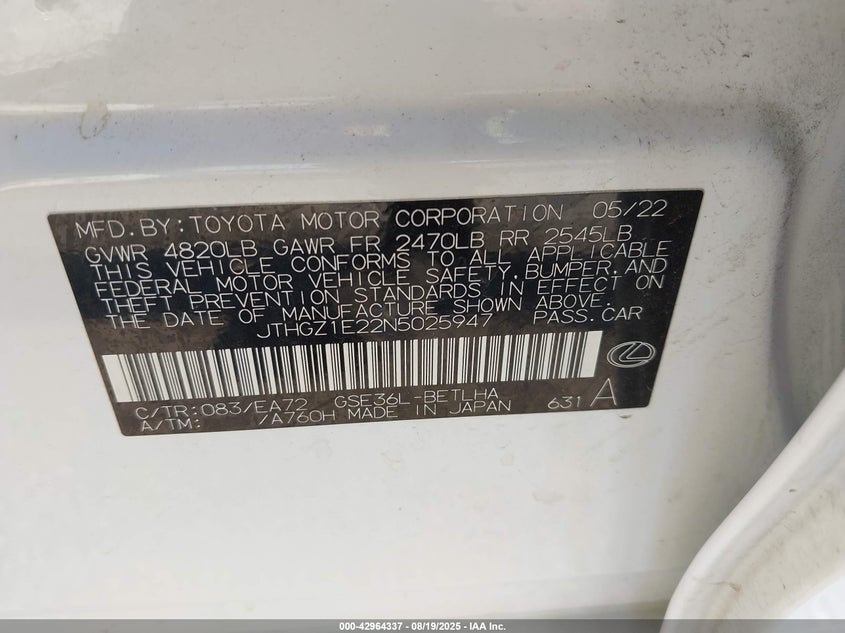 MFD. BY: TOYOTA MOTOR CORPORATION 05/22
GVWR 4820LB GAWR FR 2470LB RR 2545LB
THIS VEHICLE CONFORMS TO ALL APPLICABLE
FEDERAL MOTOR VEHICLE SAFETY, BUMPER, AND
THEFT PREVENTION STANDARDS IN EFFECT ON
THE DATE OF MANUFACTURE SHOWN ABOVE.
JTHGZ1E22N5025947 PASS. CAR
C/TR: 083/EA72 GSE36L-BETLHA
A/TM: /A760H MADE IN JAPAN 631 A
000-42964337 - 08/19/2025 - IAA Inc.